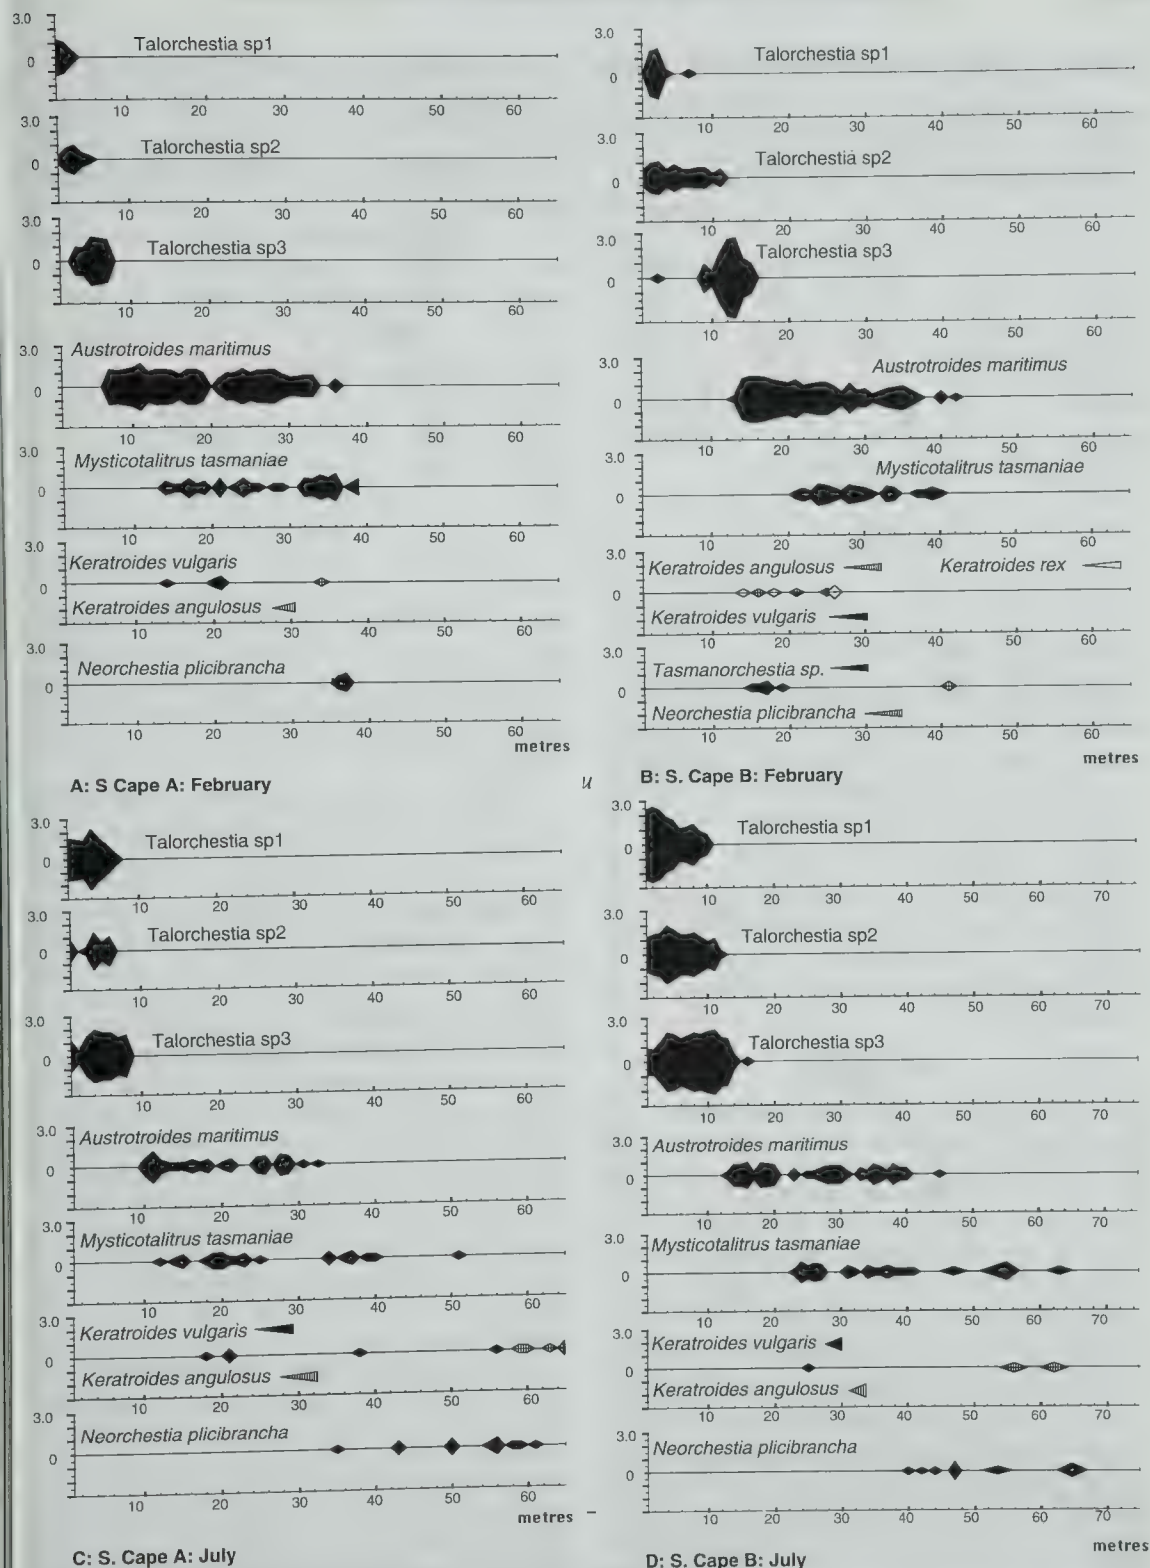 3.0
Talorchestia sp1
0
10 20 30 40 50 60
3.0
Talorchestia sp2
0
10 20 30 40 50 60
3.0
Talorchestia sp3
0
10 20 30 40 50 60
3.0
Austrotroides maritimus
0
10 20 30 40 50 60
3.0
Mysticotalitrus tasmaniae
0
10 20 30 40 50 60
3.0
Keratroides vulgaris
0
Keratroides angulosus
10 20 30 40 50 60
3.0
Neorchestia plicibrancha
0
10 20 30 40 50 60
metres
A: S Cape A: February
3.0
Talorchestia sp1
0
10 20 30 40 50 60
3.0
Talorchestia sp2
0
10 20 30 40 50 60
3.0
Talorchestia sp3
0
10 20 30 40 50 60
3.0
Austrotroides maritimus
0
10 20 30 40 50 60
3.0
Mysticotalitrus tasmaniae
0
10 20 30 40 50 60
3.0
Keratroides angulosus Keratroides rex
0
Keratroides vulgaris
10 20 30 40 50 60
3.0
Tasmanorchestia sp.
0
Neorchestia plicibrancha
10 20 30 40 50 60
metres
B: S. Cape B: February
3.0
Talorchestia sp1
0
10 20 30 40 50 60
3.0
Talorchestia sp2
0
10 20 30 40 50 60
3.0
Talorchestia sp3
0
10 20 30 40 50 60
3.0
Austrotroides maritimus
0
10 20 30 40 50 60
3.0
Mysticotalitrus tasmaniae
0
10 20 30 40 50 60
3.0
Keratroides vulgaris
0
Keratroides angulosus
10 20 30 40 50 60
3.0
Neorchestia plicibrancha
0
10 20 30 40 50 60
metres
C: S. Cape A: July
3.0
Talorchestia sp1
0
10 20 30 40 50 60 70
3.0
Talorchestia sp2
0
10 20 30 40 50 60 70
3.0
Talorchestia sp3
0
10 20 30 40 50 60 70
3.0
Austrotroides maritimus
0
10 20 30 40 50 60 70
3.0
Mysticotalitrus tasmaniae
0
10 20 30 40 50 60 70
3.0
Keratroides vulgaris
0
Keratroides angulosus
10 20 30 40 50 60 70
3.0
Neorchestia plicibrancha
0
10 20 30 40 50 60 70
metres
D: S. Cape B: July